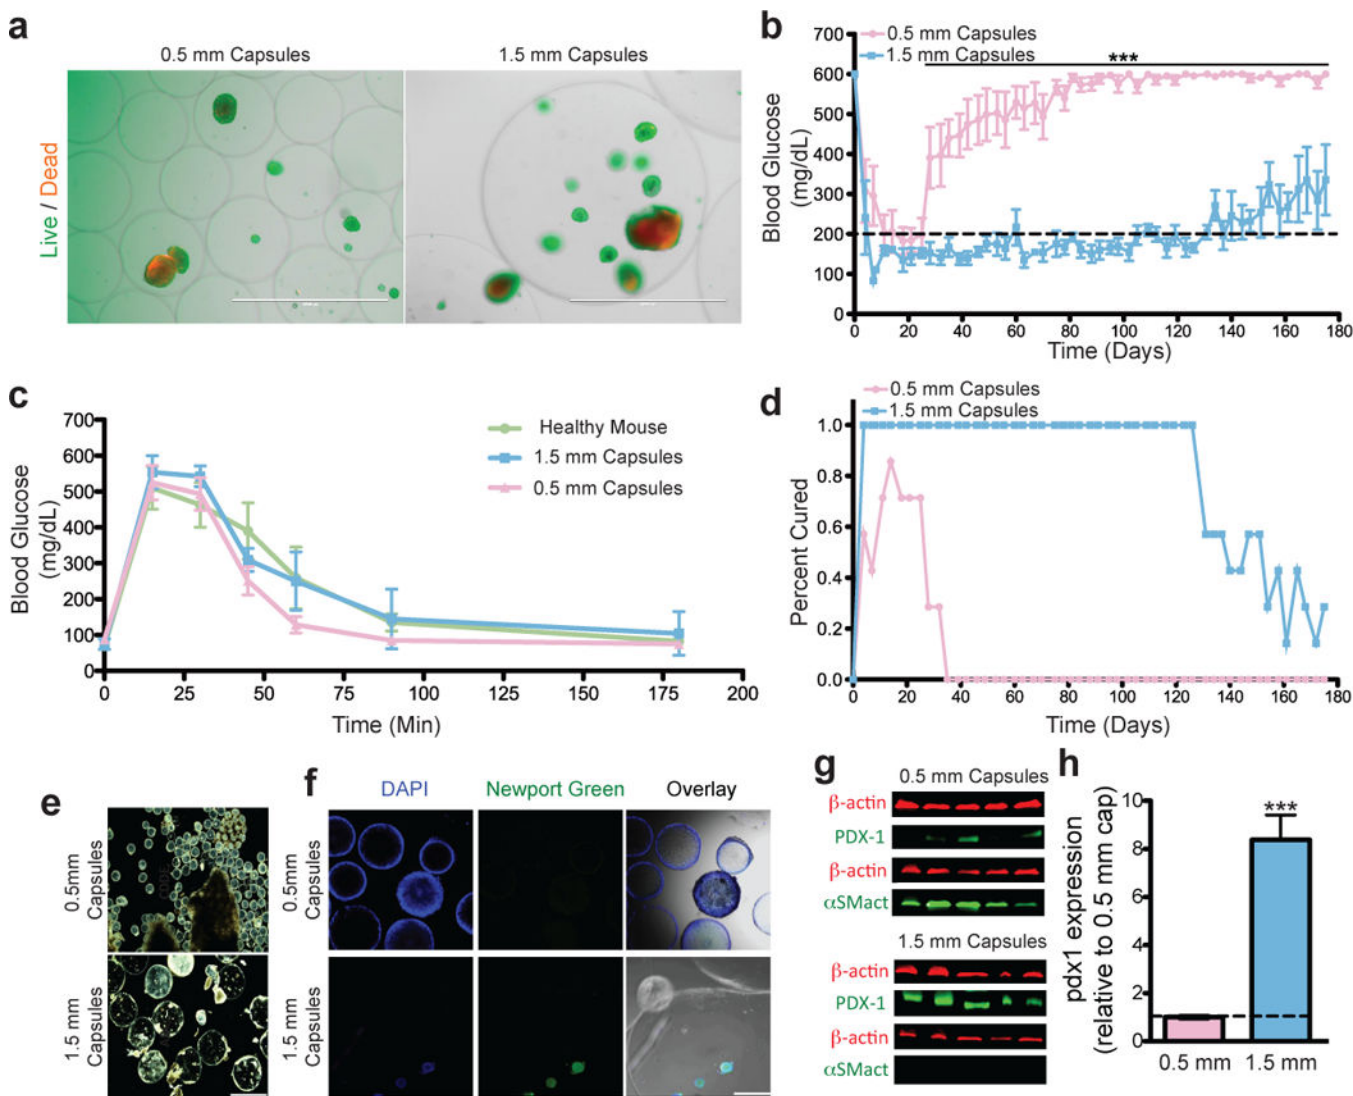 a
0.5 mm Capsules
1.5 mm Capsules
Live / Dead
b
0.5 mm Capsules
1.5 mm Capsules
***
Blood Glucose
(mg/dL)
700
600
500
400
300
200
100
0
0 20 40 60 80 100 120 140 160 180
Time (Days)
c
Healthy Mouse
1.5 mm Capsules
0.5 mm Capsules
Blood Glucose
(mg/dL)
700
600
500
400
300
200
100
0
0 25 50 75 100 125 150 175 200
Time (Min)
d
0.5 mm Capsules
1.5 mm Capsules
Percent Cured
1.0
0.8
0.6
0.4
0.2
0.0
0 20 40 60 80 100 120 140 160 180
Time (Days)
e
0.5mm
Capsules
1.5 mm
Capsules
f
DAPI
Newport Green
Overlay
0.5mm
Capsules
1.5 mm
Capsules
g
0.5 mm Capsules
β-actin
PDX-1
β-actin
αSMact
1.5 mm Capsules
β-actin
PDX-1
β-actin
αSMact
h
pdx1 expression
(relative to 0.5 mm cap)
10
8
6
4
2
0
***
0.5 mm
1.5 mm